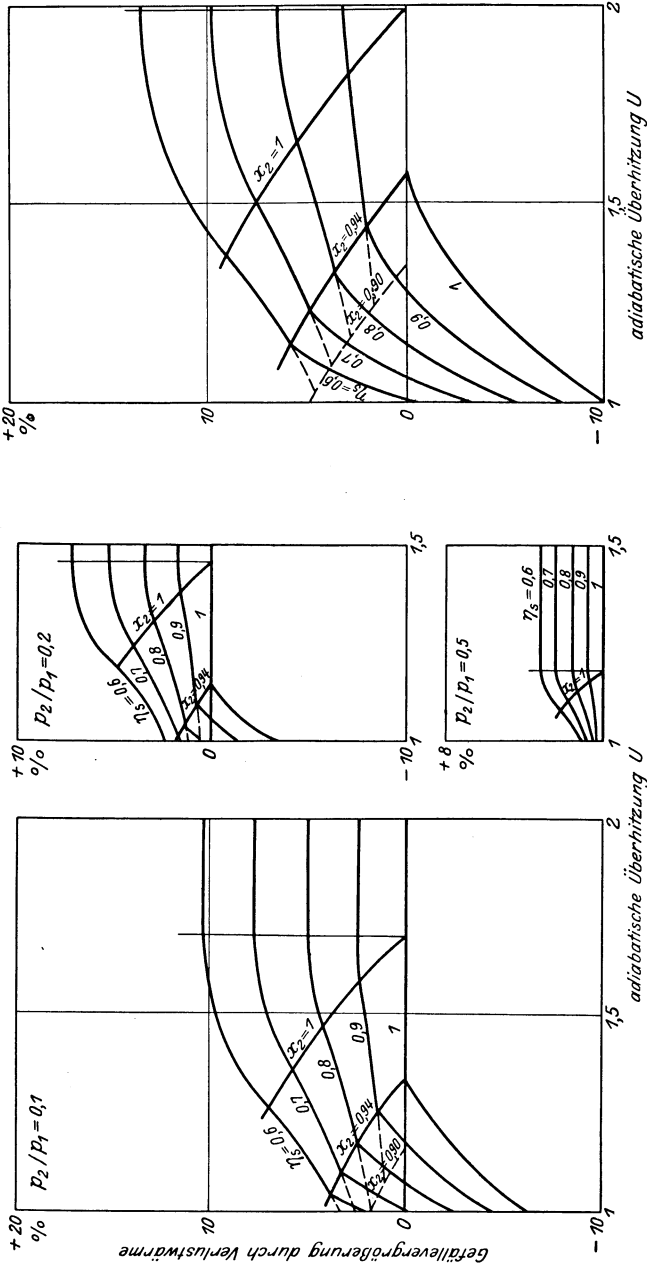 +20
%
10
0
-10
1
1,5
2
p₂/p₁=0,1
ηₛ=0,6
0,7
0,8
0,9
1
x₂=1
x₂=0,94
x₂=0,90
Gefällevergrößerung durch Verlustwärme
adiabatische Überhitzung U
+10
%
0
-10
1,5
p₂/p₁=0,2
ηₛ=0,6
0,7
0,8
0,9
1
x₂=1
x₂=0,94
+8
%
1
1,5
p₂/p₁=0,5
ηₛ=0,6
0,7
0,8
0,9
1
x₂=1
+20
%
10
0
-10
1
1,5
2
ηₛ=0,6
0,7
0,8
0,9
1
x₂=1
x₂=0,94
x₂=0,90
adiabatische Überhitzung U